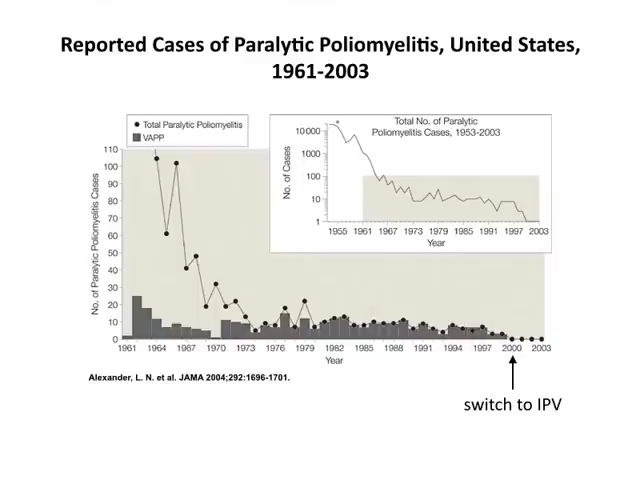 Reported Cases of Paralytic Poliomyelitis, United States,
1961-2003
Total Paralytic Poliomyelitis
VAPP
110
100
90
80
70
60
50
40
30
20
10
0
No. of Paralytic Poliomyelitis Cases
1961 1964 1967 1970 1973 1976 1979 1982 1985 1988 1991 1994 1997 2000 2003
Year
Total No. of Paralytic
Poliomyelitis Cases, 1953-2003
10000
1000
100
10
1
No. of Cases
1955 1961 1967 1973 1979 1985 1991 1997 2003
Year
Alexander, L. N. et al. JAMA 2004;292:1696-1701.
switch to IPV